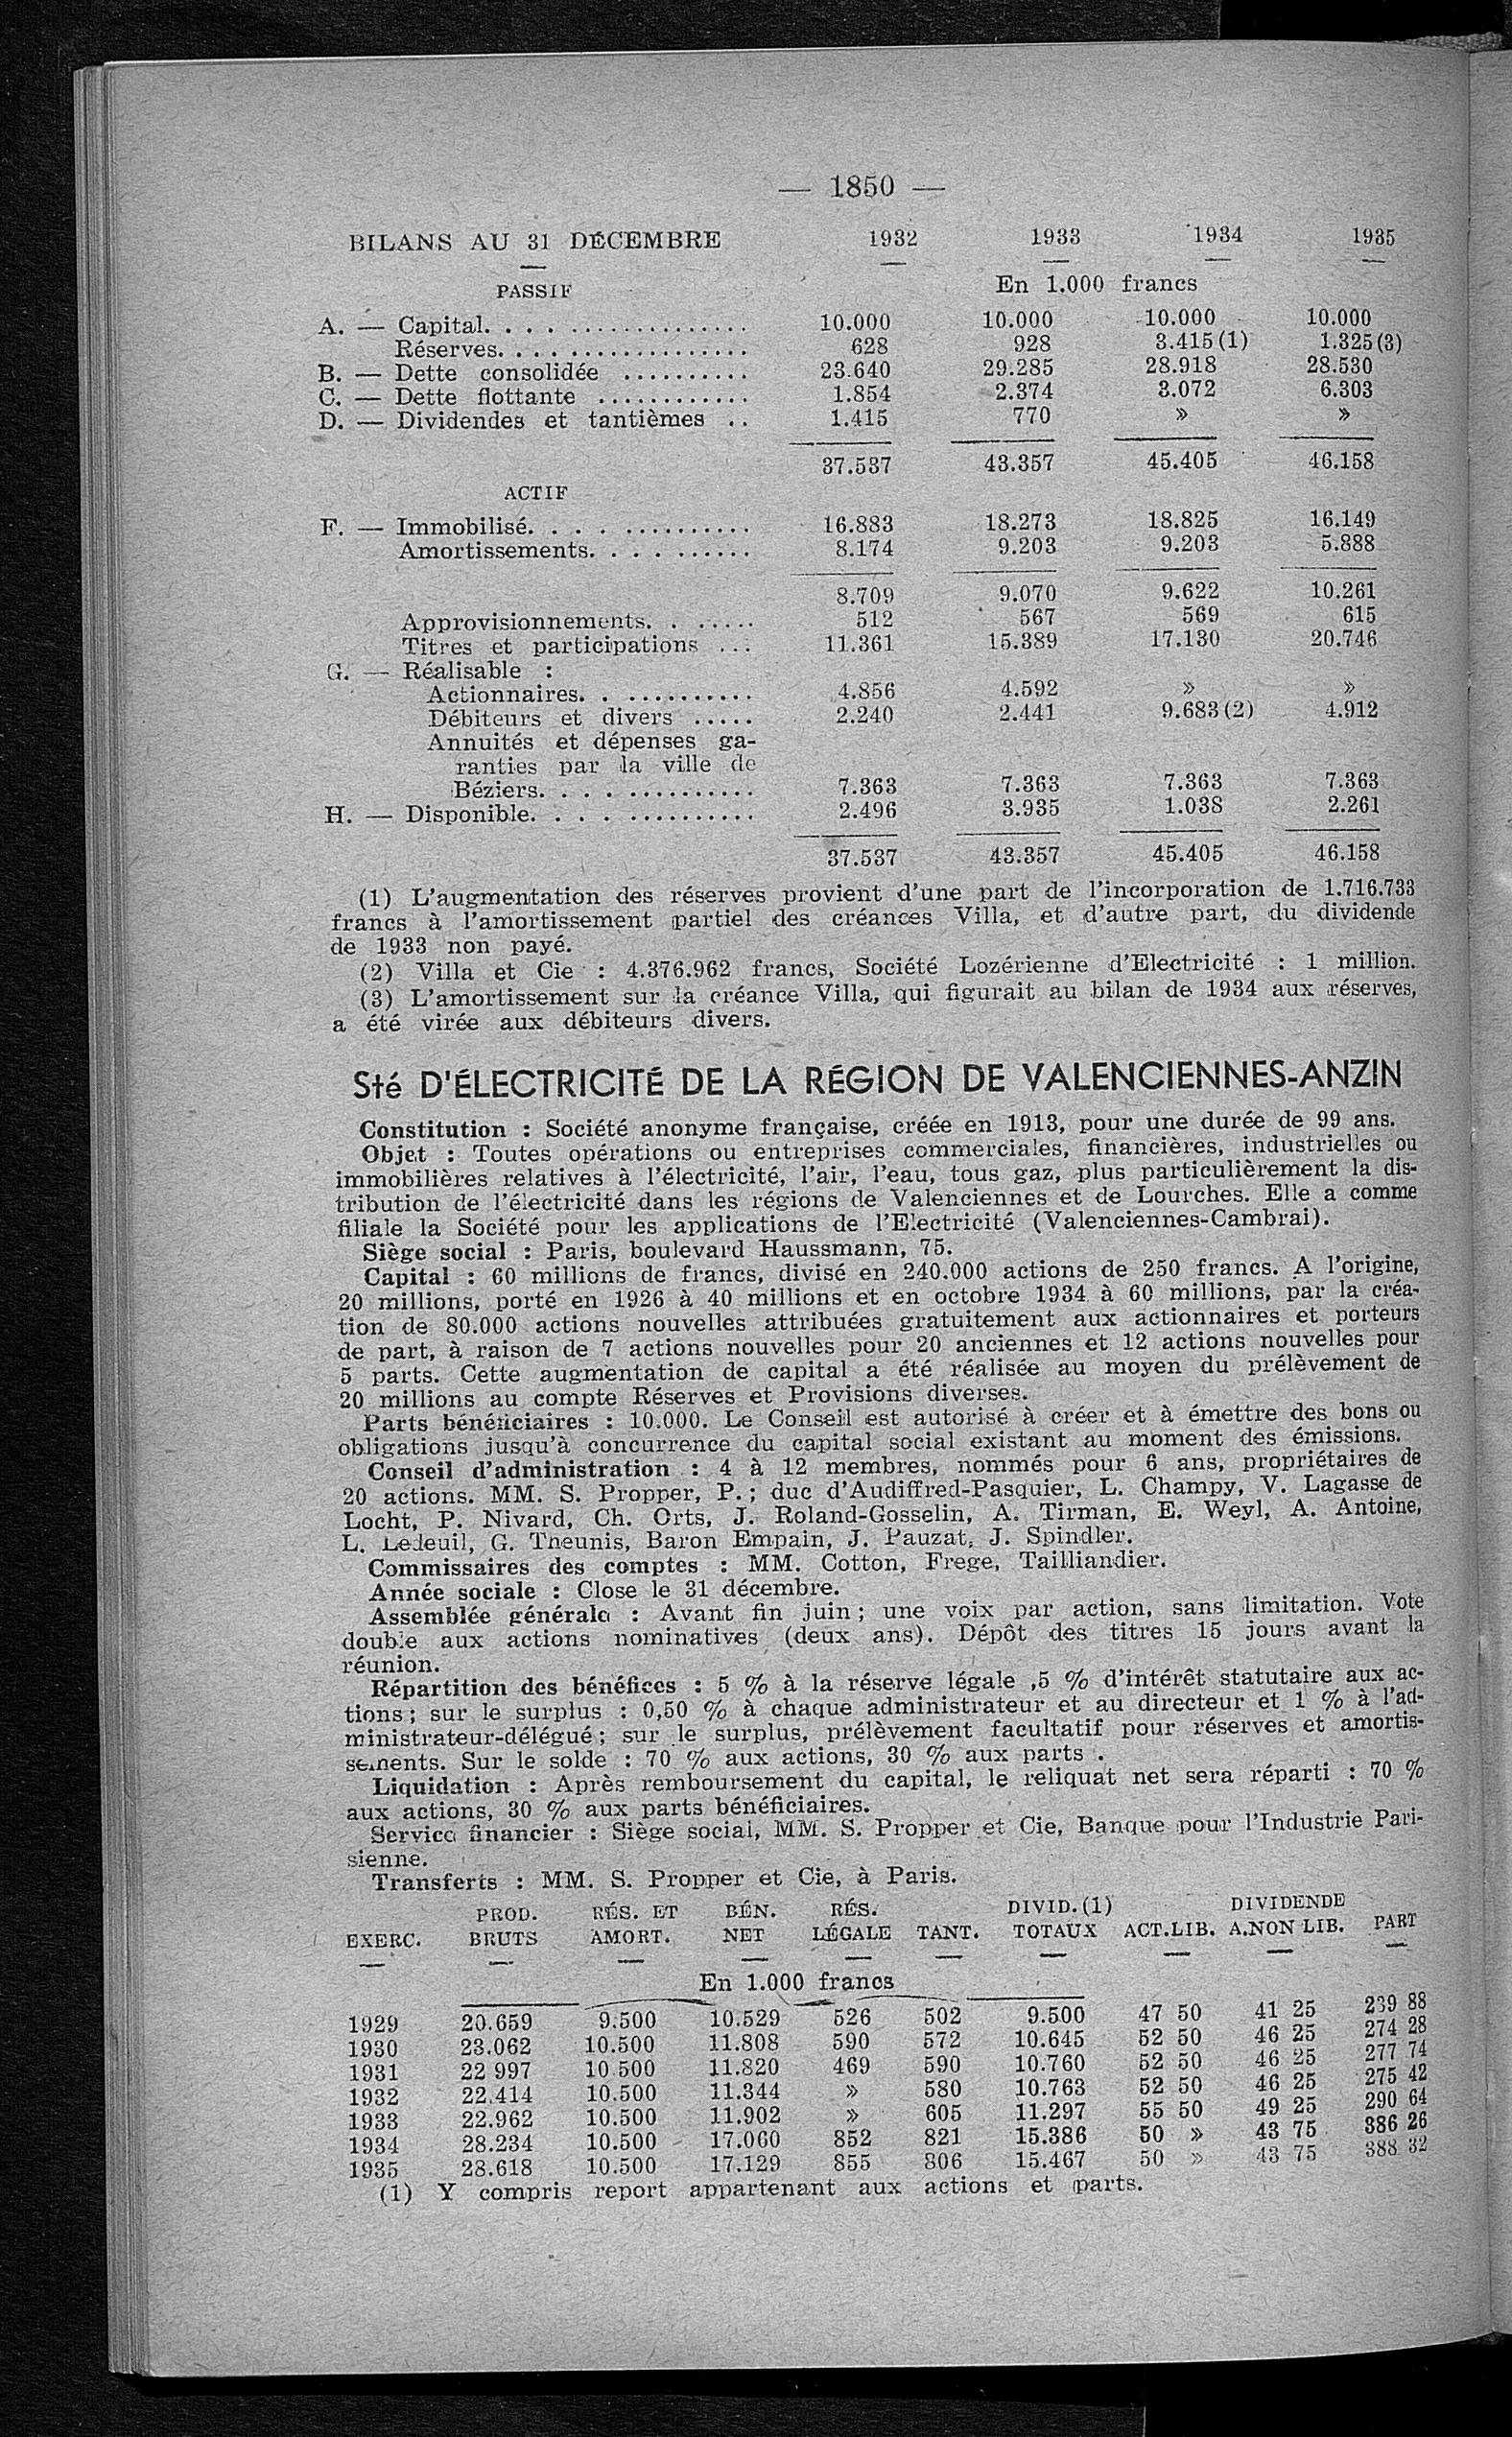 — 1850 —
BILANS AU 31 DÉCEMBRE 1932 1933 1934 1935
PASSIF En 1.000 francs
A. — Capital. . . . . . . . . . . . . . . . . . . . . 10.000 10.000 10.000 10.000
Réserves. . . . . . . . . . . . . . . . . . . . 628 928 3.415(1) 1.325(3)
B. — Dette consolidée .......... 23.640 29.285 28.918 28.530
C. — Dette flottante ............ 1.854 2.374 3.072 6.303
D. — Dividendes et tantièmes .. 1.415 770 » »
37.537 43.357 45.405 46.158
ACTIF
F. — Immobilisé. . . . . . . . . . . . . . . 16.883 18.273 18.825 16.149
Amortissements. . . . . . . . . . 8.174 9.203 9.203 5.888
8.709 9.070 9.622 10.261
Approvisionnements. . ...... 512 567 569 615
Titres et participations ... 11.361 15.389 17.130 20.746
G. — Réalisable :
Actionnaires. . ........... 4.856 4.592 » »
Débiteurs et divers ..... 2.240 2.441 9.683(2) 4.912
Annuités et dépenses ga-
ranties par la ville de
Béziers. . . . . . . . . . . . . . 7.363 7.363 7.363 7.363
H. — Disponible. . . . . . . . . . . . . . 2.496 3.935 1.038 2.261
37.537 43.357 45.405 46.158
(1) L'augmentation des réserves provient d'une part de l'incorporation de 1.716.733
francs à l'amortissement partiel des créances Villa, et d'autre part, du dividende
de 1933 non payé.
(2) Villa et Cie : 4.376.962 francs, Société Lozérienne d'Electricité : 1 million.
(3) L'amortissement sur la créance Villa, qui figurait au bilan de 1934 aux réserves,
a été virée aux débiteurs divers.
Sté D'ÉLECTRICITÉ DE LA RÉGION DE VALENCIENNES-ANZIN
Constitution : Société anonyme française, créée en 1913, pour une durée de 99 ans.
Objet : Toutes opérations ou entreprises commerciales, financières, industrielles ou
immobilières relatives à l'électricité, l'air, l'eau, tous gaz, plus particulièrement la dis-
tribution de l'électricité dans les régions de Valenciennes et de Lourches. Elle a comme
filiale la Société pour les applications de l'Electricité (Valenciennes-Cambrai).
Siège social : Paris, boulevard Haussmann, 75.
Capital : 60 millions de francs, divisé en 240.000 actions de 250 francs. A l'origine,
20 millions, porté en 1926 à 40 millions et en octobre 1934 à 60 millions, par la créa-
tion de 80.000 actions nouvelles attribuées gratuitement aux actionnaires et porteurs
de part, à raison de 7 actions nouvelles pour 20 anciennes et 12 actions nouvelles pour
5 parts. Cette augmentation de capital a été réalisée au moyen du prélèvement de
20 millions au compte Réserves et Provisions diverses.
Parts bénéficiaires : 10.000. Le Conseil est autorisé à créer et à émettre des bons ou
obligations jusqu'à concurrence du capital social existant au moment des émissions.
Conseil d'administration : 4 à 12 membres, nommés pour 6 ans, propriétaires de
20 actions. MM. S. Propper, P.; duc d'Audiffred-Pasquier, L. Champy, V. Lagasse de
Locht, P. Nivard, Ch. Orts, J. Roland-Gosselin, A. Tirman, E. Weyl, A. Antoine,
L. Ledeuil, G. Theunis, Baron Empain, J. Pauzat, J. Spindler.
Commissaires des comptes : MM. Cotton, Frege, Tailliandier.
Année sociale : Close le 31 décembre.
Assemblée générale : Avant fin juin; une voix par action, sans limitation. Vote
double aux actions nominatives (deux ans). Dépôt des titres 15 jours avant la
réunion.
Répartition des bénéfices : 5 % à la réserve légale ,5 % d'intérêt statutaire aux ac-
tions; sur le surplus : 0,50 % à chaque administrateur et au directeur et 1 % à l'ad-
ministrateur-délégué; sur le surplus, prélèvement facultatif pour réserves et amortis-
sements. Sur le solde : 70 % aux actions, 30 % aux parts .
Liquidation : Après remboursement du capital, le reliquat net sera réparti : 70 %
aux actions, 30 % aux parts bénéficiaires.
Service financier : Siège social, MM. S. Propper et Cie, Banque pour l'Industrie Pari-
sienne.
Transferts : MM. S. Propper et Cie, à Paris.
PROD. RÉS. ET BÉN. RÉS. DIVID.(1) DIVIDENDE
EXERC. BRUTS AMORT. NET LÉGALE TANT. TOTAUX ACT.LIB. A.NON LIB. PART
En 1.000 francs
1929 20.659 9.500 10.529 526 502 9.500 47 50 41 25 239 88
1930 23.062 10.500 11.808 590 572 10.645 52 50 46 25 274 28
1931 22 997 10 500 11.820 469 590 10.760 52 50 46 25 277 74
1932 22.414 10.500 11.344 » 580 10.763 52 50 46 25 275 42
1933 22.962 10.500 11.902 » 605 11.297 55 50 49 25 290 64
1934 28.234 10.500 17.060 852 821 15.386 50 » 43 75 386 26
1935 28.618 10.500 17.129 855 806 15.467 50 » 43 75 388 32
(1) Y compris report appartenant aux actions et parts.